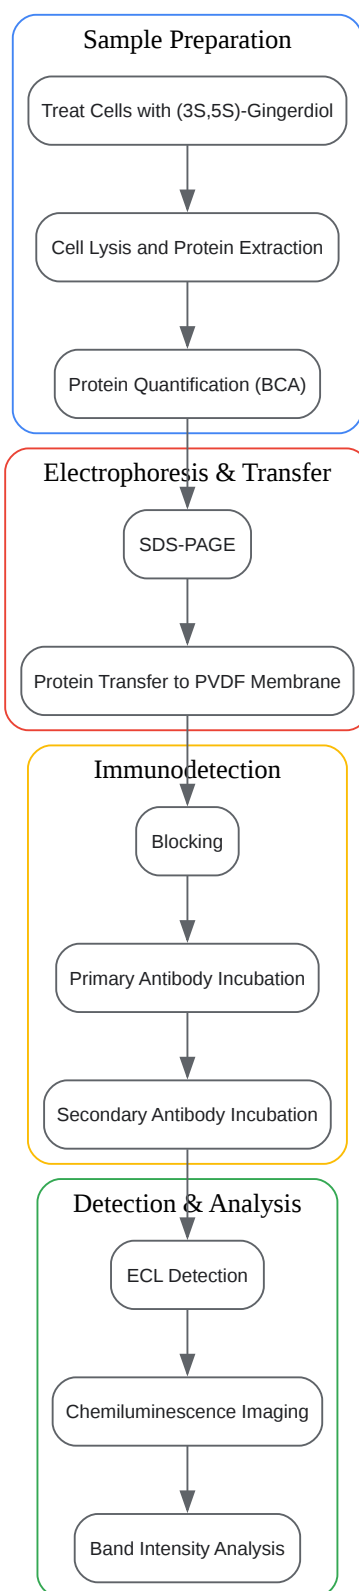 Sample Preparation
Treat Cells with (3S,5S)-Gingerdiol
Cell Lysis and Protein Extraction
Protein Quantification (BCA)
Electrophoresis & Transfer
SDS-PAGE
Protein Transfer to PVDF Membrane
Immunodetection
Blocking
Primary Antibody Incubation
Secondary Antibody Incubation
Detection & Analysis
ECL Detection
Chemiluminescence Imaging
Band Intensity Analysis